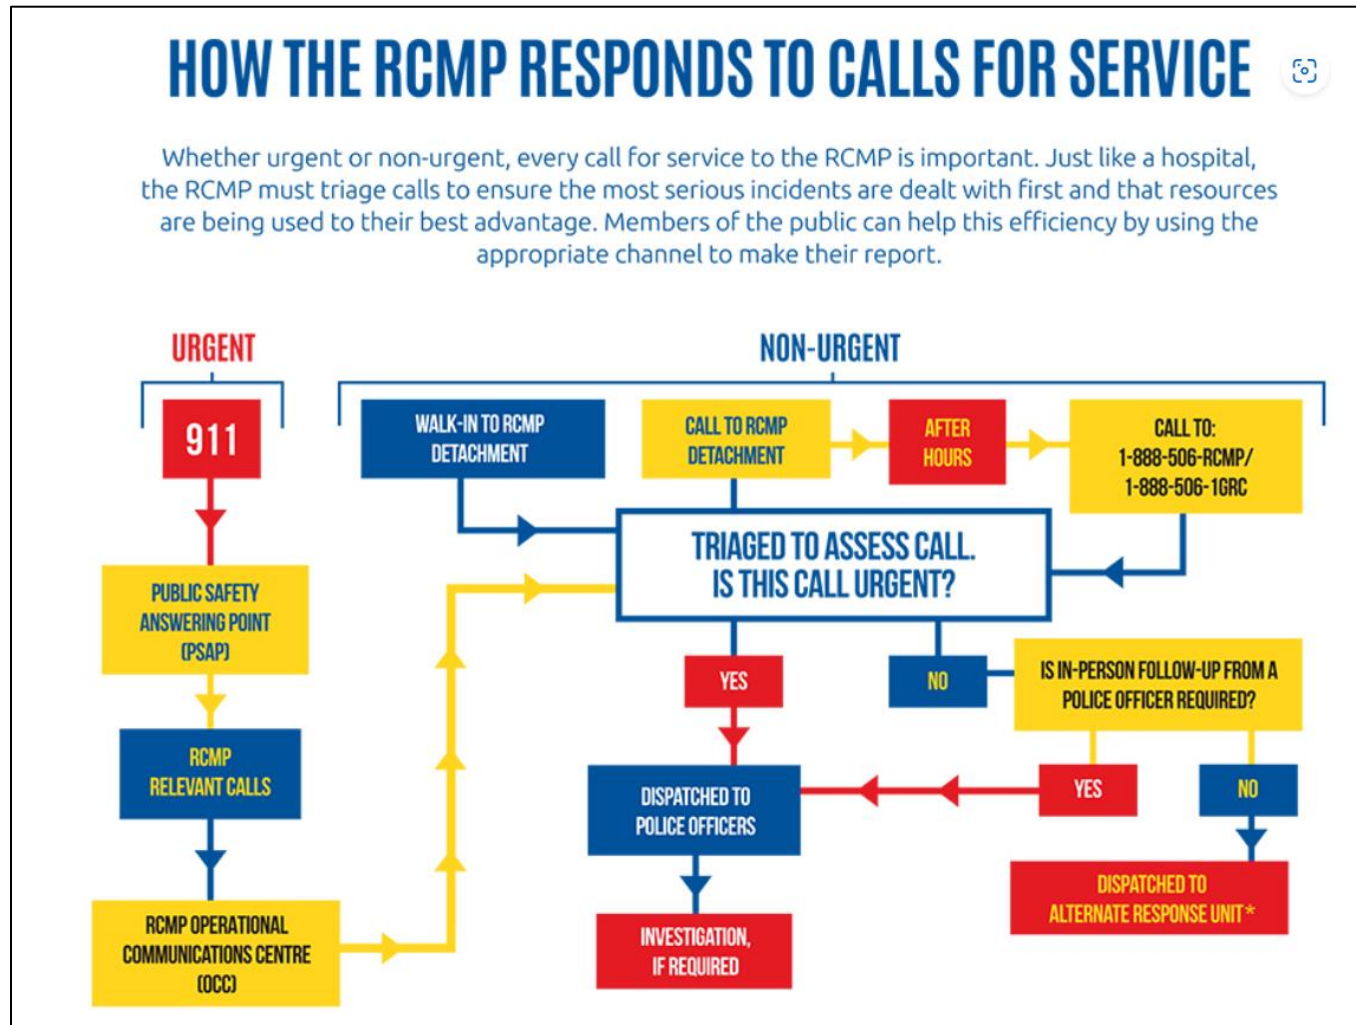 HOW THE RCMP RESPONDS TO CALLS FOR SERVICE
Whether urgent or non-urgent, every call for service to the RCMP is important. Just like a hospital,
the RCMP must triage calls to ensure the most serious incidents are dealt with first and that resources
are being used to their best advantage. Members of the public can help this efficiency by using the
appropriate channel to make their report.
URGENT
NON-URGENT
911
WALK-IN TO RCMP
DETACHMENT
CALL TO RCMP
DETACHMENT
AFTER
HOURS
CALL TO:
1-888-506-RCMP/
1-888-506-1GRC
TRIAGED TO ASSESS CALL.
IS THIS CALL URGENT?
PUBLIC SAFETY
ANSWERING POINT
(PSAP)
YES
NO
IS IN-PERSON FOLLOW-UP FROM A
POLICE OFFICER REQUIRED?
RCMP
RELEVANT CALLS
DISPATCHED TO
POLICE OFFICERS
YES
NO
DISPATCHED TO
ALTERNATE RESPONSE UNIT*
RCMP OPERATIONAL
COMMUNICATIONS CENTRE
(OCC)
INVESTIGATION,
IF REQUIRED